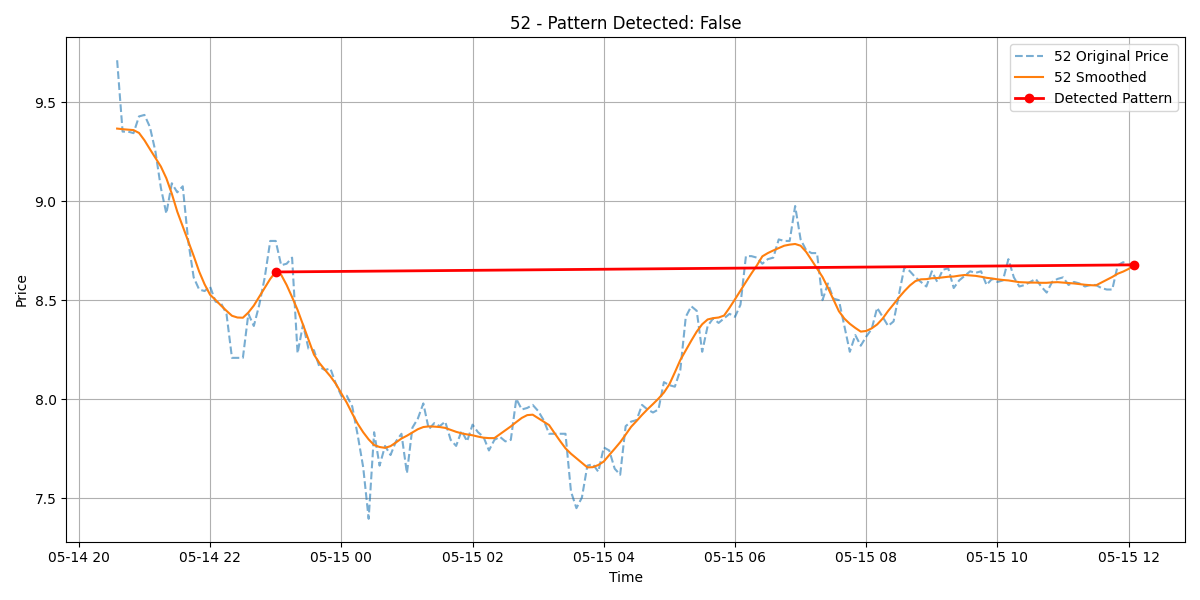 52 - Pattern Detected: False
52 Original Price
52 Smoothed
Detected Pattern
Price
9.5
9.0
8.5
8.0
7.5
05-14 20
05-14 22
05-15 00
05-15 02
05-15 04
05-15 06
05-15 08
05-15 10
05-15 12
Time